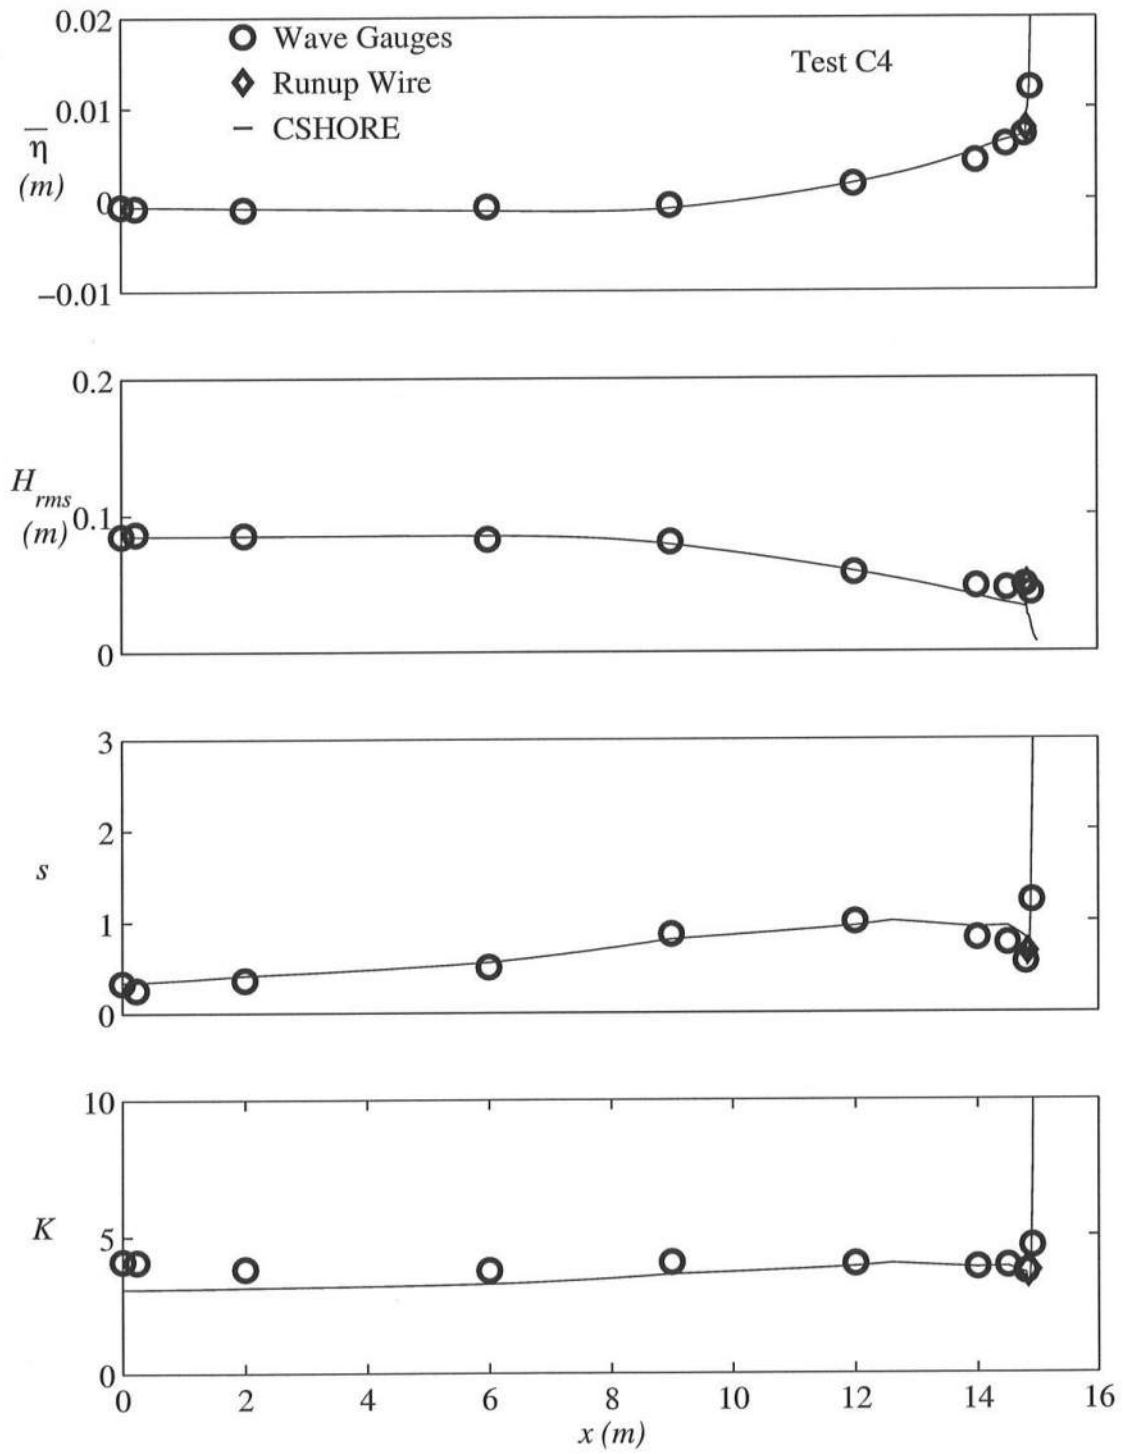 0.02
Wave Gauges
Test C4
Runup Wire
0.01
CSHORE
η
(m)
0
–0.01
0.2
H rms
(m)
0.1
0
3
2
s
1
0
10
K
5
0
0 2 4 6 8 10 12 14 16
x (m)